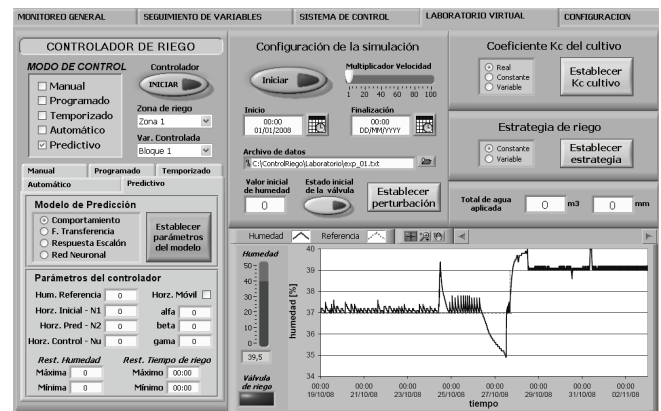 MONITOREO GENERAL
SEGUIMIENTO DE VARIABLES
SISTEMA DE CONTROL
LABORATORIO VIRTUAL
CONFIGURACION
CONTROLADOR DE RIEGO
MODO DE CONTROL
Manual
Programado
Temporizado
Automático
Predictivo
Controlador
INICIAR
Zona de riego
Zona 1
Var. Controlada
Bloque 1
Manual
Programado
Temporizado
Automático
Predictivo
Modelo de Predicción
Comportamiento
F. Transferencia
Respuesta Escalón
Red Neuronal
Establecer
parámetros
del modelo
Parámetros del controlador
Hum. Referencia 0
Horz. Móvil
Horz. Inicial - N1 0
alfa 0
Horz. Pred - N2 0
beta 0
Horz. Control - Nu 0
gama 0
Rest. Humedad
Rest. Tiempo de riego
Máxima 0
Máximo 00:00
Mínima 0
Mínimo 00:00
Configuración de la simulación
Iniciar
Multiplicador Velocidad
1 20 40 60 80 100
Inicio
00:00
01/01/2008
Finalización
00:00
DD/MM/YYYY
Archivo de datos
C:\ControlRiego\Laboratorio\exp_01.txt
Valor inicial
de humedad
0
Estado inicial
de la válvula
Establecer
perturbación
Coeficiente Kc del cultivo
Real
Constante
Variable
Establecer
Kc cultivo
Estrategia de riego
Constante
Variable
Establecer
estrategia
Total de agua
aplicada
0 m3
0 mm
Humedad
Referencia
Humedad
50
40
30
20
10
0
39,5
Válvula
de riego
humedad [%]
40
39
38
37
36
35
34
00:00 00:00 00:00 00:00 00:00 00:00 00:00 00:00
19/10/08 21/10/08 23/10/08 25/10/08 27/10/08 29/10/08 31/10/08 02/11/08
tiempo